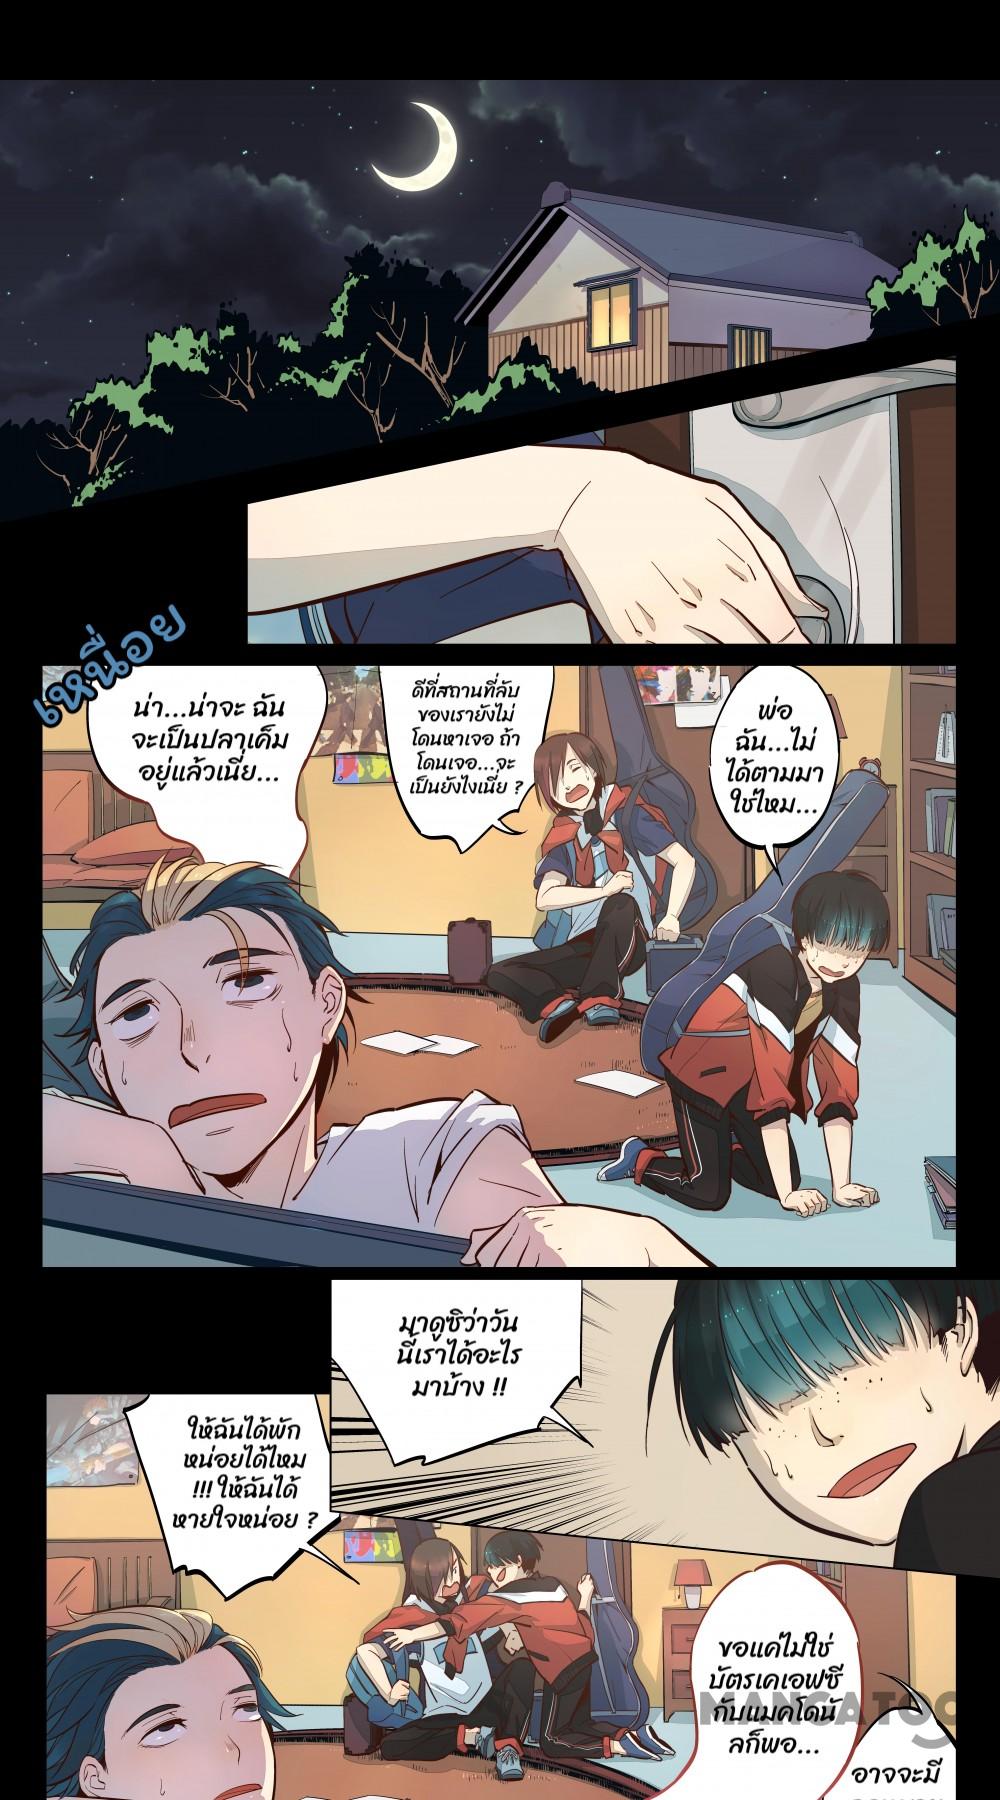 เหนื่อย
น่า...น่าจะ ฉัน
จะเป็นปลาเค็ม
อยู่แล้วเนี่ย...
ดีที่สถานที่ลับ
ของเรายังไม่
โดนหาเจอ ถ้า
โดนเจอ...จะ
เป็นยังไงเนี่ย ?
พ่อ
ฉัน...ไม่
ได้ตามมา
ใช่ไหม...
มาดูซิว่าวัน
นี้เราได้อะไร
มาบ้าง !!
ให้ฉันได้พัก
หน่อยได้ไหม
!!! ให้ฉันได้
หายใจหน่อย ?
ขอแค่ไม่ใช่
บัตรเคเอฟซี
กับแมคโดนั
ลก็พอ...
MANGATOON
อาจจะมี